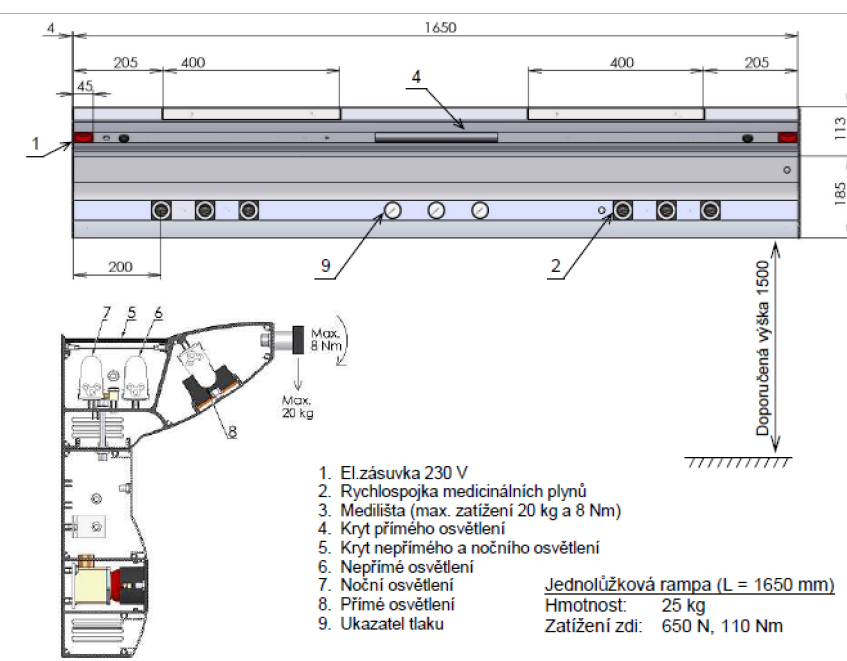 4
1650
205
400
400
205
45
4
1
113
185
200
9
2
7
5
6
Max.
8 Nm
Max.
20 kg
8
Doporučená výška 1500
1. El.zásuvka 230 V
2. Rychlospojka medicinálních plynů
3. Medilišta (max. zatížení 20 kg a 8 Nm)
4. Kryt přímého osvětlení
5. Kryt nepřímého a nočního osvětlení
6. Nepřímé osvětlení
7. Noční osvětlení
8. Přímé osvětlení
9. Ukazatel tlaku
Jednolůžková rampa (L = 1650 mm)
Hmotnost: 25 kg
Zatížení zdi: 650 N, 110 Nm